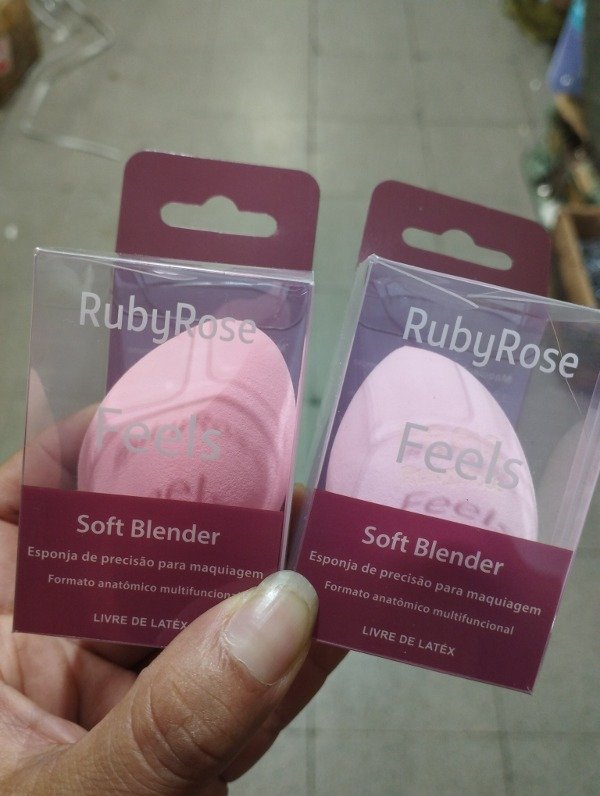 RubyRose
Feels
Soft Blender
Esponja de precisão para maquiagem
Formato anatômico
LIVRE DE LATÉX
RubyRose
Feels
Feels
Soft Blender
Esponja de precisão para maquiagem
Formato anatômico multifuncional
LIVRE DE LATÉX